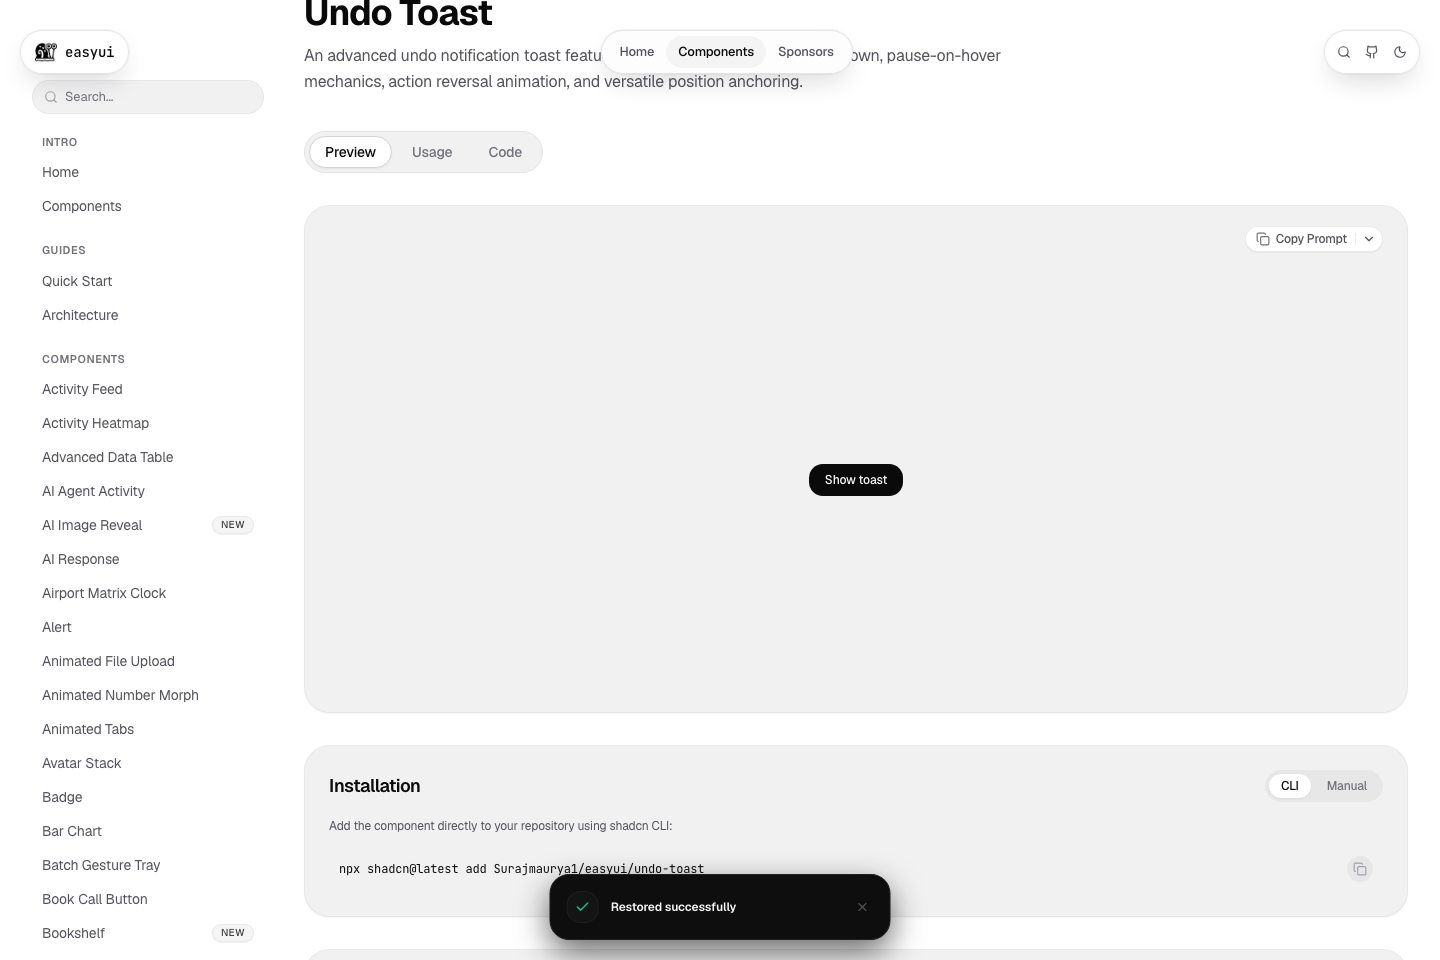 Undo Toast
easyui
Home
Components
Sponsors
An advanced undo notification toast featu
own, pause-on-hover
mechanics, action reversal animation, and versatile position anchoring.
Search...
Preview
Usage
Code
INTRO
Home
Components
GUIDES
Quick Start
Architecture
COMPONENTS
Activity Feed
Activity Heatmap
Advanced Data Table
AI Agent Activity
AI Image Reveal NEW
AI Response
Airport Matrix Clock
Alert
Animated File Upload
Animated Number Morph
Animated Tabs
Avatar Stack
Badge
Bar Chart
Batch Gesture Tray
Book Call Button
Bookshelf NEW
Copy Prompt
Show toast
Installation
CLI
Manual
Add the component directly to your repository using shadcn CLI:
npx shadcn@latest add Surajmaurya1/easyui/undo-toast
Restored successfully